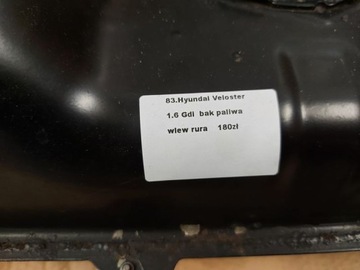 83.Hyundai Veloster
1.6 Gdi bak paliwa
wlew rura 180zł